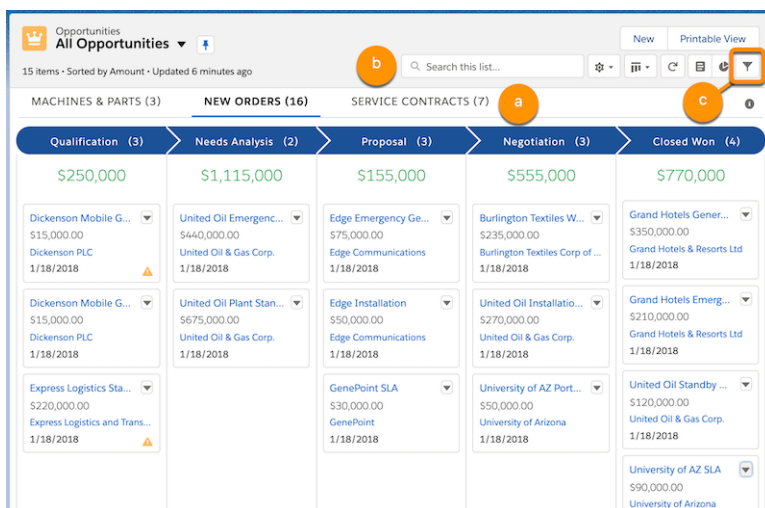 Opportunities
All Opportunities
New
Printable View
15 items • Sorted by Amount • Updated 6 minutes ago
b
Search this list...
c
MACHINES & PARTS (3)
NEW ORDERS (16)
SERVICE CONTRACTS (7)
a
Qualification (3)
Needs Analysis (2)
Proposal (3)
Negotiation (3)
Closed Won (4)
$250,000
$1,115,000
$155,000
$555,000
$770,000
Dickenson Mobile G...
$15,000.00
Dickenson PLC
1/18/2018
Dickenson Mobile G...
$15,000.00
Dickenson PLC
1/18/2018
Express Logistics Sta...
$220,000.00
Express Logistics and Trans...
1/18/2018
United Oil Emergenc...
$440,000.00
United Oil & Gas Corp.
1/18/2018
United Oil Plant Stan...
$675,000.00
United Oil & Gas Corp.
1/18/2018
Edge Emergency Ge...
$75,000.00
Edge Communications
1/18/2018
Edge Installation
$50,000.00
Edge Communications
1/18/2018
GenePoint SLA
$30,000.00
GenePoint
1/18/2018
Burlington Textiles W...
$235,000.00
Burlington Textiles Corp of ...
1/18/2018
United Oil Installatio...
$270,000.00
United Oil & Gas Corp.
1/18/2018
University of AZ Port...
$50,000.00
University of Arizona
1/18/2018
Grand Hotels Gener...
$350,000.00
Grand Hotels & Resorts Ltd
1/18/2018
Grand Hotels Emerg...
$210,000.00
Grand Hotels & Resorts Ltd
1/18/2018
United Oil Standby ...
$120,000.00
United Oil & Gas Corp.
1/18/2018
University of AZ SLA
$90,000.00
University of Arizona